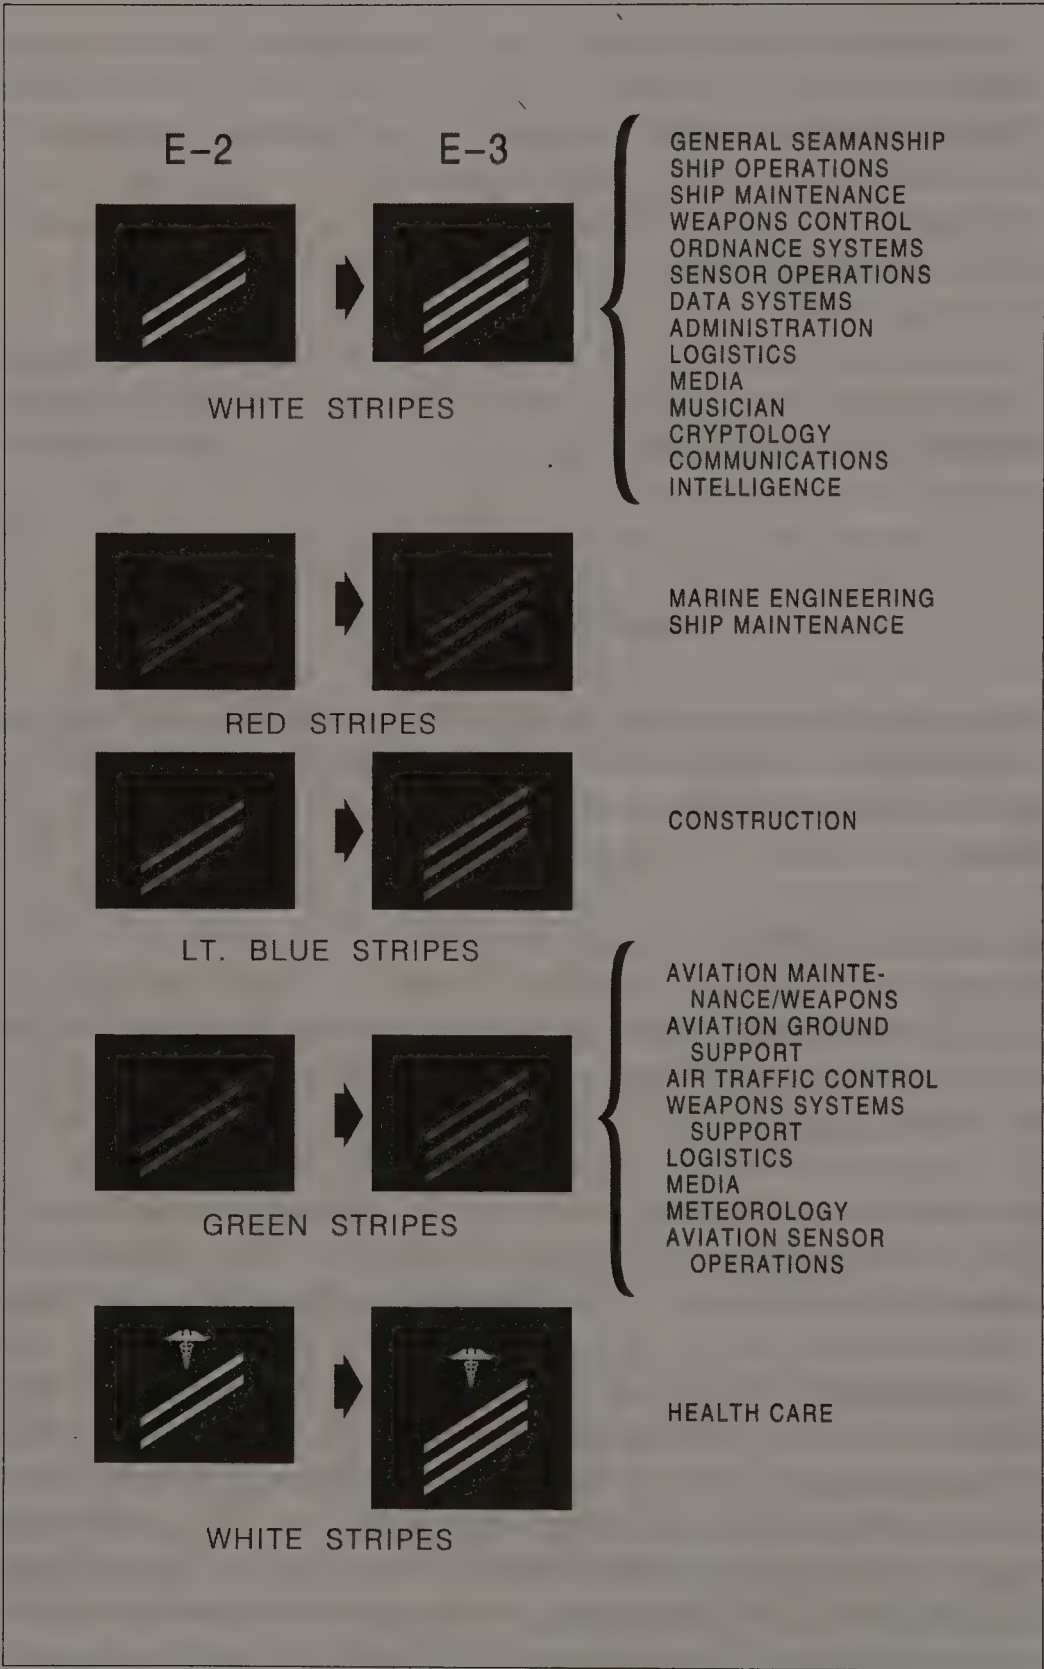 E-2
E-3
GENERAL SEAMANSHIP
SHIP OPERATIONS
SHIP MAINTENANCE
WEAPONS CONTROL
ORDNANCE SYSTEMS
SENSOR OPERATIONS
DATA SYSTEMS
ADMINISTRATION
LOGISTICS
MEDIA
MUSICIAN
CRYPTOLOGY
COMMUNICATIONS
INTELLIGENCE
WHITE STRIPES
MARINE ENGINEERING
SHIP MAINTENANCE
RED STRIPES
CONSTRUCTION
LT. BLUE STRIPES
AVIATION MAINTE-
NANCE/WEAPONS
AVIATION GROUND
SUPPORT
AIR TRAFFIC CONTROL
WEAPONS SYSTEMS
SUPPORT
LOGISTICS
MEDIA
METEOROLOGY
AVIATION SENSOR
OPERATIONS
GREEN STRIPES
HEALTH CARE
WHITE STRIPES